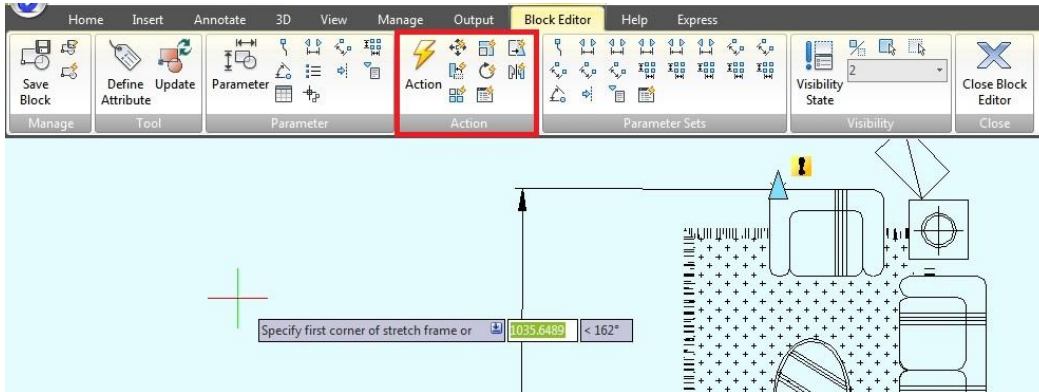 Home Insert Annotate 3D View Manage Output Block Editor Help Express
Save Block
Define Attribute
Update
Parameter
Action
2
Visibility State
Close Block Editor
Manage Tool Parameter Action Parameter Sets Visibility Close
Specify first corner of stretch frame or 1035.6489 < 162°